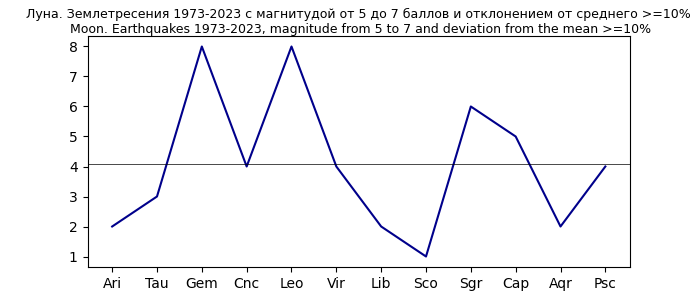 Луна. Землетресения 1973-2023 с магнитудой от 5 до 7 баллов и отклонением от среднего >=10%
Moon. Earthquakes 1973-2023, magnitude from 5 to 7 and deviation from the mean >=10%
8
7
6
5
4
3
2
1
Ari Tau Gem Cnc Leo Vir Lib Sco Sgr Cap Aqr Psc